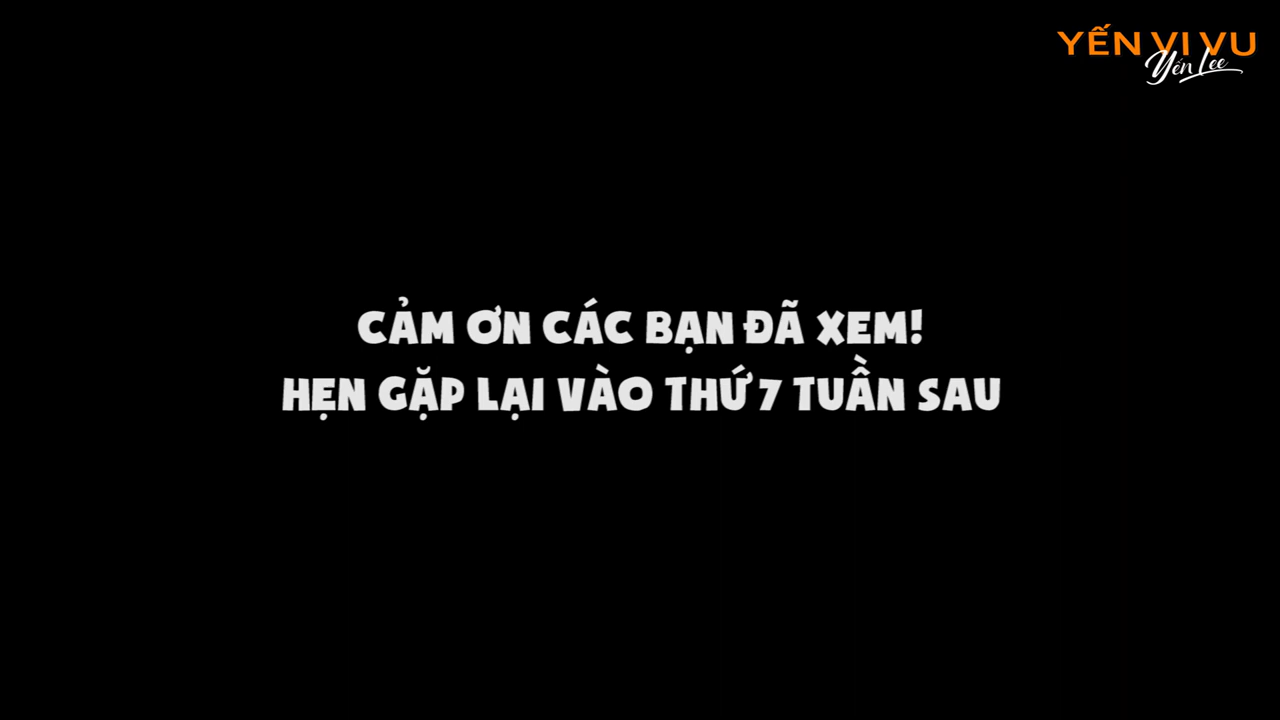 YẾN VI VU
Yến Lee
CẢM ƠN CÁC BẠN ĐÃ XEM!
HẸN GẶP LẠI VÀO THỨ 7 TUẦN SAU